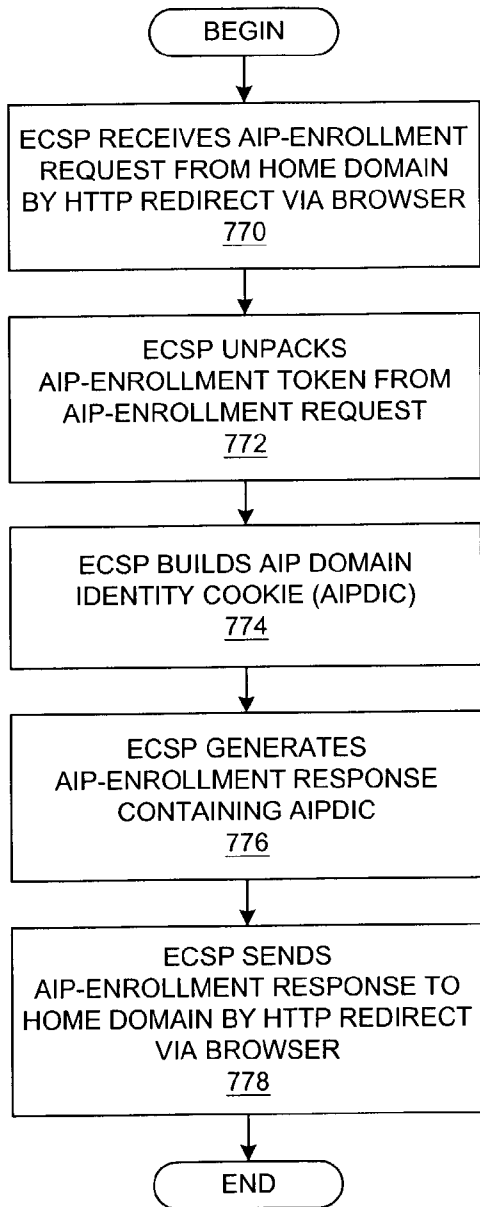 BEGIN
ECSP RECEIVES AIP-ENROLLMENT
REQUEST FROM HOME DOMAIN
BY HTTP REDIRECT VIA BROWSER
770
ECSP UNPACKS
AIP-ENROLLMENT TOKEN FROM
AIP-ENROLLMENT REQUEST
772
ECSP BUILDS AIP DOMAIN
IDENTITY COOKIE (AIPDIC)
774
ECSP GENERATES
AIP-ENROLLMENT RESPONSE
CONTAINING AIPDIC
776
ECSP SENDS
AIP-ENROLLMENT RESPONSE TO
HOME DOMAIN BY HTTP REDIRECT
VIA BROWSER
778
END